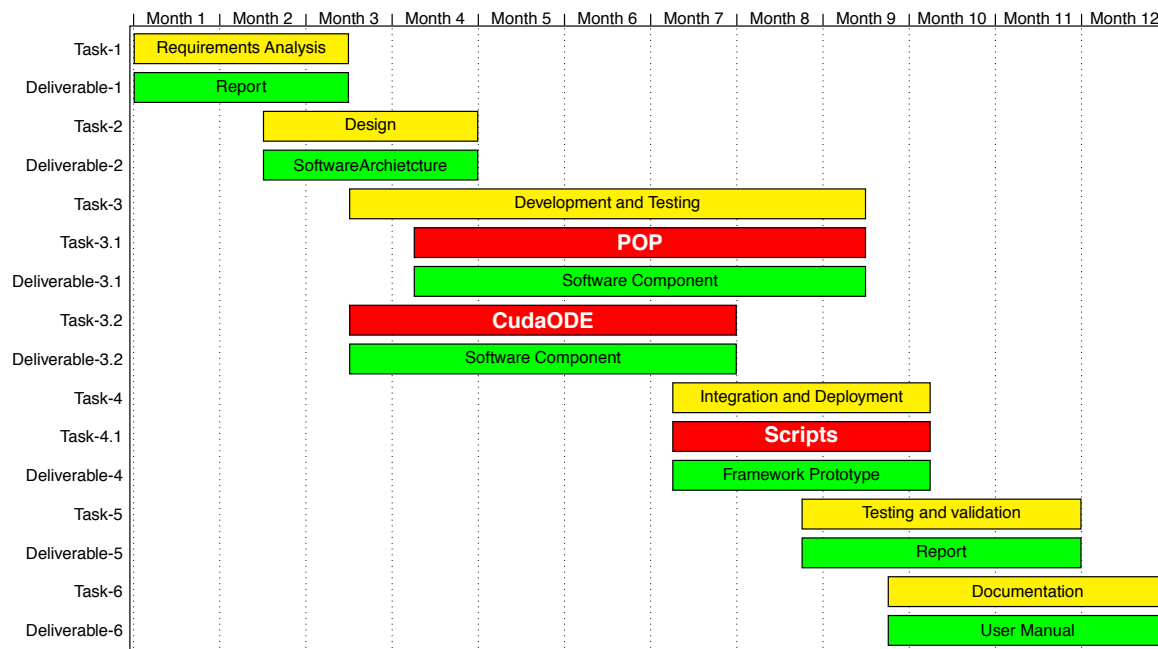 Month 1 Month 2 Month 3 Month 4 Month 5 Month 6 Month 7 Month 8 Month 9 Month 10 Month 11 Month 12
Task-1 Requirements Analysis
Deliverable-1 Report
Task-2 Design
Deliverable-2 SoftwareArchietcture
Task-3 Development and Testing
Task-3.1 POP
Deliverable-3.1 Software Component
Task-3.2 CudaODE
Deliverable-3.2 Software Component
Task-4 Integration and Deployment
Task-4.1 Scripts
Deliverable-4 Framework Prototype
Task-5 Testing and validation
Deliverable-5 Report
Task-6 Documentation
Deliverable-6 User Manual